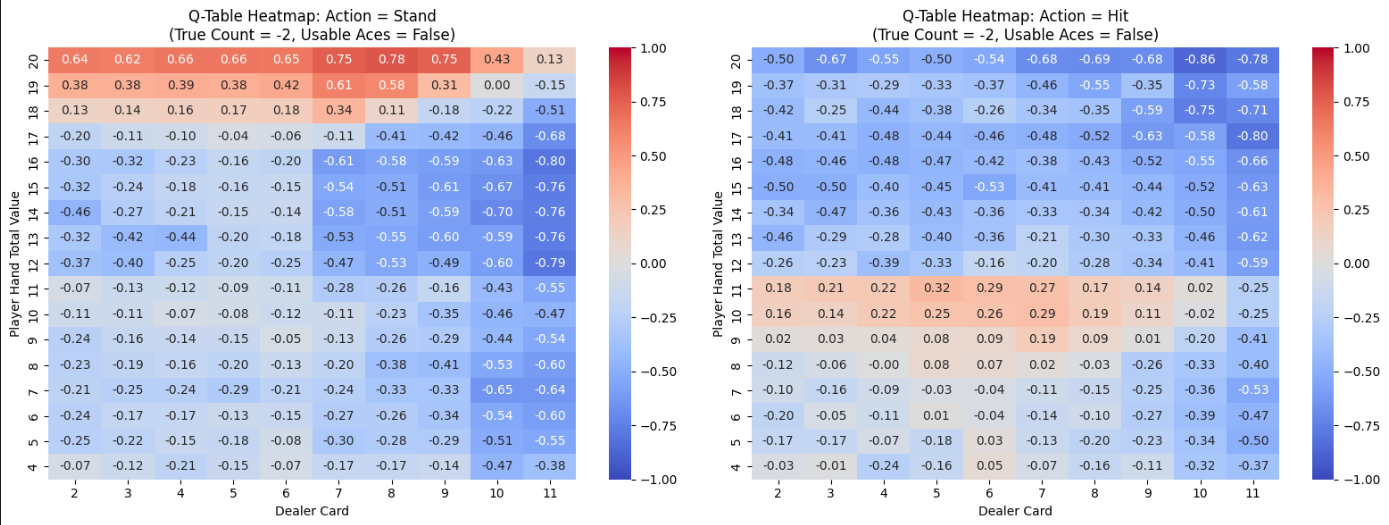 Q-Table Heatmap: Action = Stand
(True Count = -2, Usable Aces = False)
Player Hand Total Value
20 0.64 0.62 0.66 0.66 0.65 0.75 0.78 0.75 0.43 0.13
19 0.38 0.38 0.39 0.38 0.42 0.61 0.58 0.31 0.00 -0.15
18 0.13 0.14 0.16 0.17 0.18 0.34 0.11 -0.18 -0.22 -0.51
17 -0.20 -0.11 -0.10 -0.04 -0.06 -0.11 -0.41 -0.42 -0.46 -0.68
16 -0.30 -0.32 -0.23 -0.16 -0.20 -0.61 -0.58 -0.59 -0.63 -0.80
15 -0.32 -0.24 -0.18 -0.16 -0.15 -0.54 -0.51 -0.61 -0.67 -0.76
14 -0.46 -0.27 -0.21 -0.15 -0.14 -0.58 -0.51 -0.59 -0.70 -0.76
13 -0.32 -0.42 -0.44 -0.20 -0.18 -0.53 -0.55 -0.60 -0.59 -0.76
12 -0.37 -0.40 -0.25 -0.20 -0.25 -0.47 -0.53 -0.49 -0.60 -0.79
11 -0.07 -0.13 -0.12 -0.09 -0.11 -0.28 -0.26 -0.16 -0.43 -0.55
10 -0.11 -0.11 -0.07 -0.08 -0.12 -0.11 -0.23 -0.35 -0.46 -0.47
9 -0.24 -0.16 -0.14 -0.15 -0.05 -0.13 -0.26 -0.29 -0.44 -0.54
8 -0.23 -0.19 -0.16 -0.20 -0.13 -0.20 -0.38 -0.41 -0.53 -0.60
7 -0.21 -0.25 -0.24 -0.29 -0.21 -0.24 -0.33 -0.33 -0.65 -0.64
6 -0.24 -0.17 -0.17 -0.13 -0.15 -0.27 -0.26 -0.34 -0.54 -0.60
5 -0.25 -0.22 -0.15 -0.18 -0.08 -0.30 -0.28 -0.29 -0.51 -0.55
4 -0.07 -0.12 -0.21 -0.15 -0.07 -0.17 -0.17 -0.14 -0.47 -0.38
2 3 4 5 6 7 8 9 10 11
Dealer Card
1.00
0.75
0.50
0.25
0.00
−0.25
−0.50
−0.75
−1.00
Q-Table Heatmap: Action = Hit
(True Count = -2, Usable Aces = False)
Player Hand Total Value
20 -0.50 -0.67 -0.55 -0.50 -0.54 -0.68 -0.69 -0.68 -0.86 -0.78
19 -0.37 -0.31 -0.29 -0.33 -0.37 -0.46 -0.55 -0.35 -0.73 -0.58
18 -0.42 -0.25 -0.44 -0.38 -0.26 -0.34 -0.35 -0.59 -0.75 -0.71
17 -0.41 -0.41 -0.48 -0.44 -0.46 -0.48 -0.52 -0.63 -0.58 -0.80
16 -0.48 -0.46 -0.48 -0.47 -0.42 -0.38 -0.43 -0.52 -0.55 -0.66
15 -0.50 -0.50 -0.40 -0.45 -0.53 -0.41 -0.41 -0.44 -0.52 -0.63
14 -0.34 -0.47 -0.36 -0.43 -0.36 -0.33 -0.34 -0.42 -0.50 -0.61
13 -0.46 -0.29 -0.28 -0.40 -0.36 -0.21 -0.30 -0.33 -0.46 -0.62
12 -0.26 -0.23 -0.39 -0.33 -0.16 -0.20 -0.28 -0.34 -0.41 -0.59
11 0.18 0.21 0.22 0.32 0.29 0.27 0.17 0.14 0.02 -0.25
10 0.16 0.14 0.22 0.25 0.26 0.29 0.19 0.11 -0.02 -0.25
9 0.02 0.03 0.04 0.08 0.09 0.19 0.09 0.01 -0.20 -0.41
8 -0.12 -0.06 -0.00 0.08 0.07 0.02 -0.03 -0.15 -0.33 -0.40
7 -0.10 -0.16 -0.09 -0.03 -0.04 -0.11 -0.15 -0.25 -0.36 -0.53
6 -0.20 -0.05 -0.11 0.01 -0.04 -0.14 -0.10 -0.27 -0.39 -0.47
5 -0.17 -0.17 -0.07 -0.18 0.03 -0.13 -0.20 -0.23 -0.34 -0.50
4 -0.03 -0.01 -0.24 -0.16 0.05 -0.07 -0.16 -0.11 -0.32 -0.37
2 3 4 5 6 7 8 9 10 11
Dealer Card
1.00
0.75
0.50
0.25
0.00
−0.25
−0.50
−0.75
−1.00